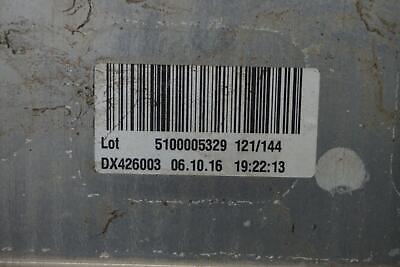 Lot 5100005329 121/144
DX426003 06.10.16 19:22:13